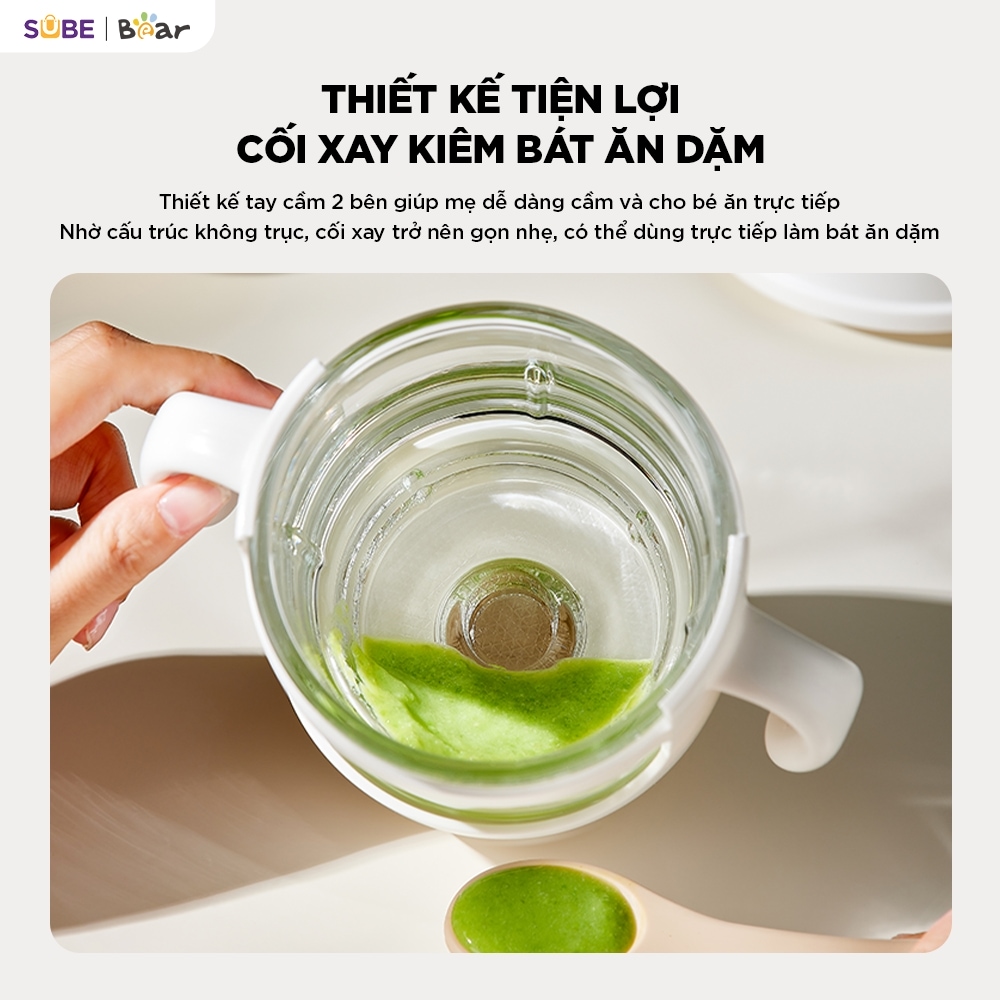 SUBE | Bear
THIẾT KẾ TIỆN LỢI
CỐI XAY KIÊM BÁT ĂN DẶM
Thiết kế tay cầm 2 bên giúp mẹ dễ dàng cầm và cho bé ăn trực tiếp
Nhờ cấu trúc không trục, cối xay trở nên gọn nhẹ, có thể dùng trực tiếp làm bát ăn dặm